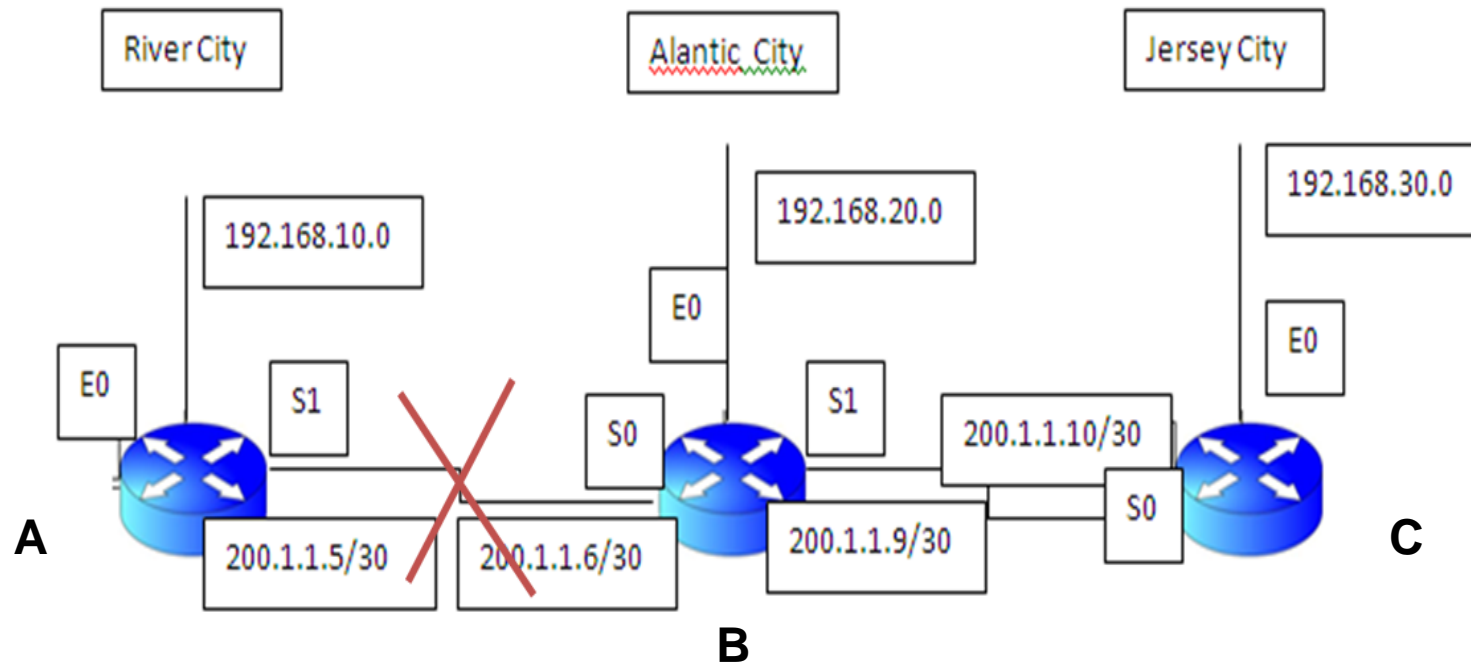 River City
Alantic City
Jersey City
192.168.10.0
192.168.20.0
192.168.30.0
E0
S1
S0
E0
S1
200.1.1.10/30
E0
S0
200.1.1.5/30
200.1.1.6/30
200.1.1.9/30
A
B
C